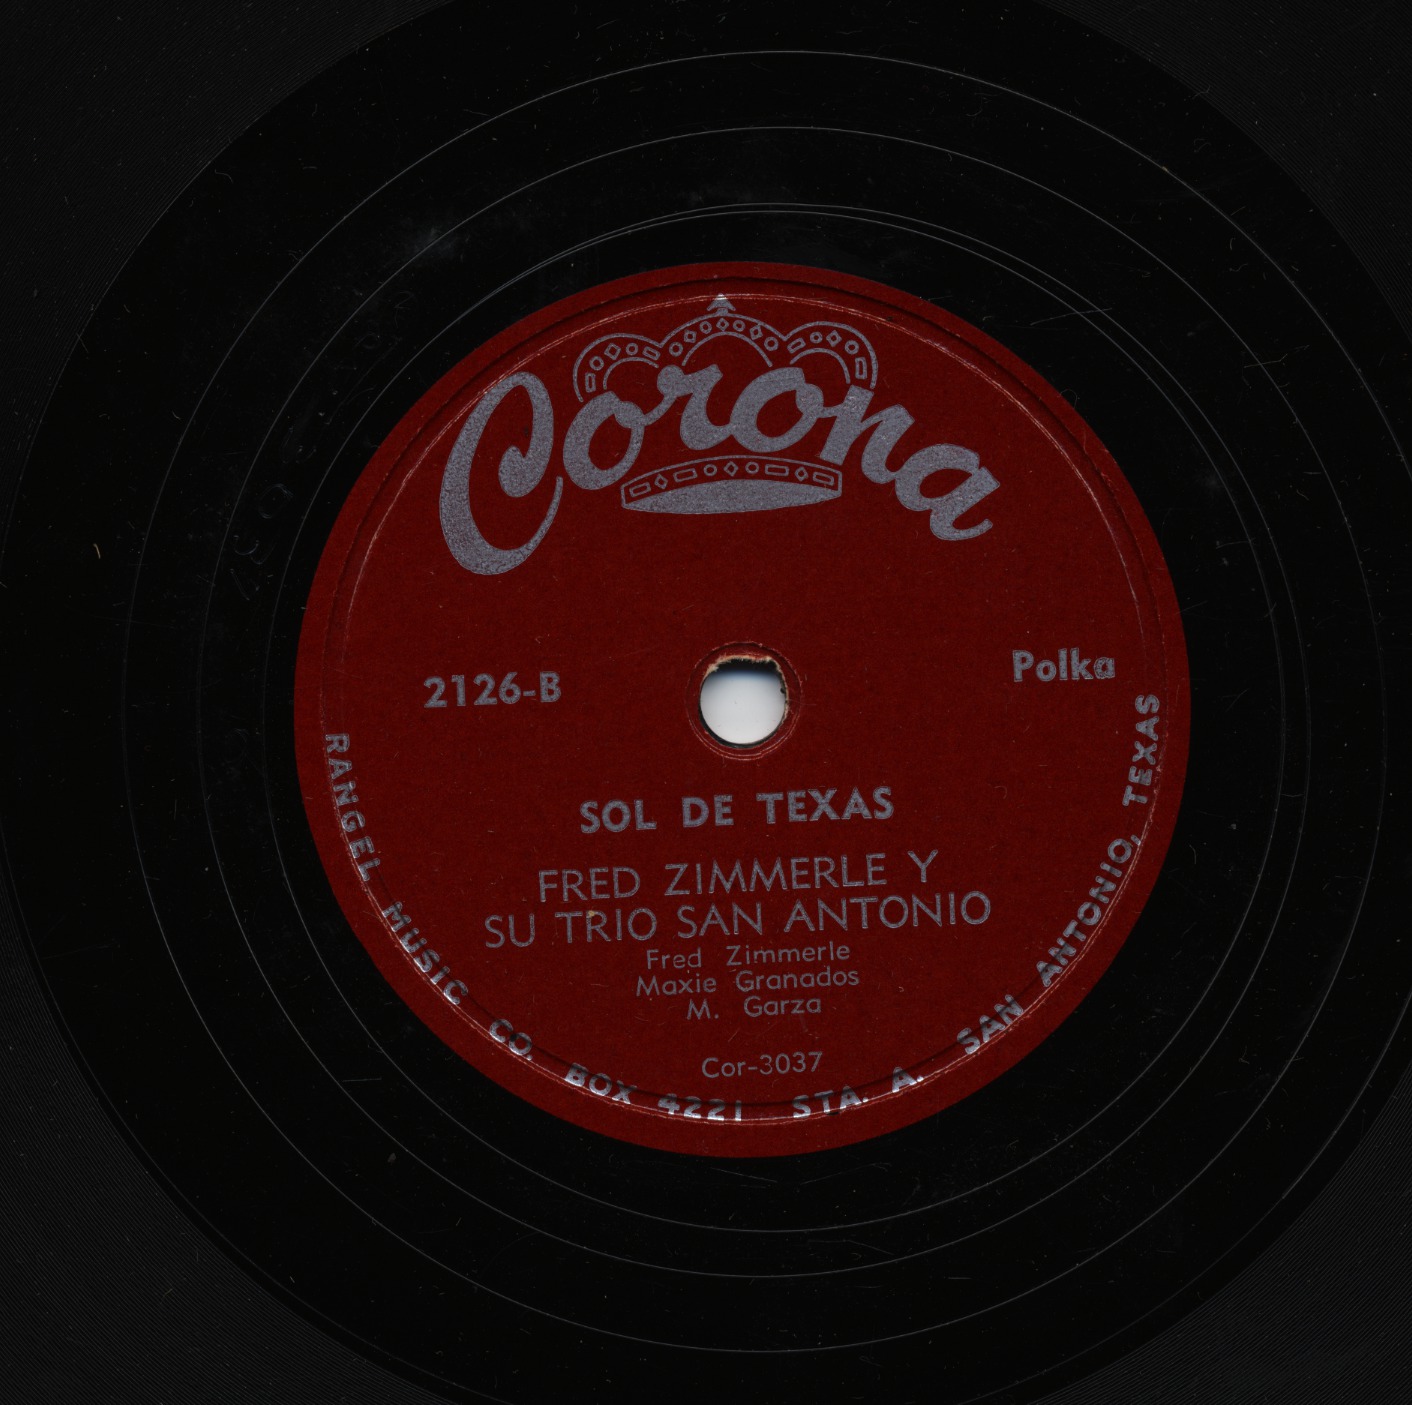 Corona
2126-B
Polka
SOL DE TEXAS
FRED ZIMMERLE Y
SU TRIO SAN ANTONIO
Fred Zimmerle
Maxie Granados
M. Garza
Cor-3037
RANGEL MUSIC CO. BOX 4221 STA. A. SAN ANTONIO, TEXAS